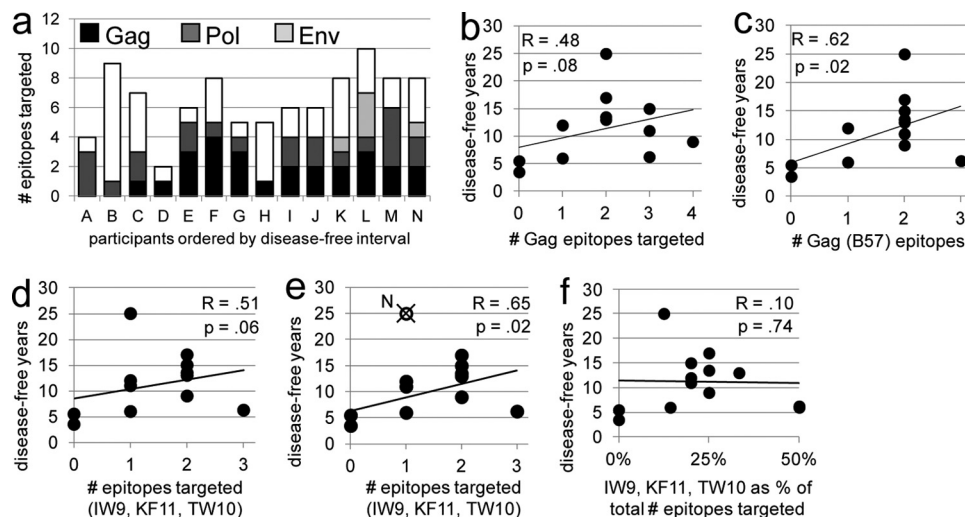 a
Gag Pol Env
# epitopes targeted
12
10
8
6
4
2
0
A B C D E F G H I J K L M N
participants ordered by disease-free interval
b
R = .48
p = .08
disease-free years
30
25
20
15
10
5
0
0 1 2 3 4
# Gag epitopes targeted
c
R = .62
p = .02
disease-free years
30
25
20
15
10
5
0
0 1 2 3
# Gag (B57) epitopes
d
R = .51
p = .06
disease-free years
30
25
20
15
10
5
0
0 1 2 3
# epitopes targeted
(IW9, KF11, TW10)
e
N
R = .65
p = .02
disease-free years
30
25
20
15
10
5
0
0 1 2 3
# epitopes targeted
(IW9, KF11, TW10)
f
R = .10
p = .74
disease-free years
30
25
20
15
10
5
0
0% 25% 50%
IW9, KF11, TW10 as % of
total # epitopes targeted